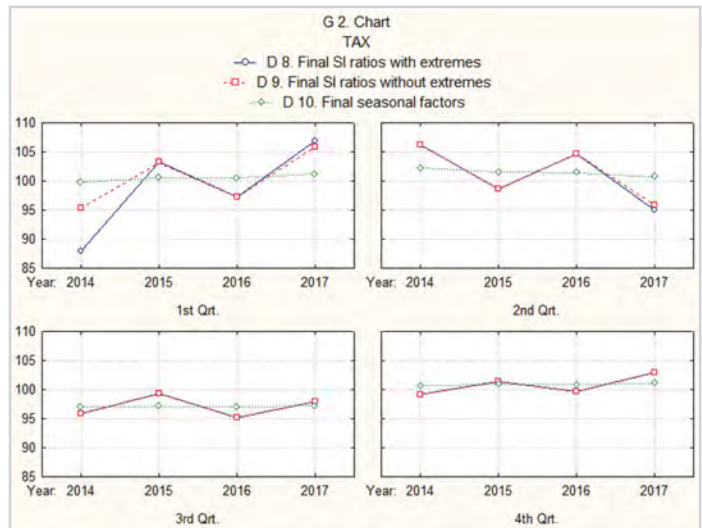 G 2. Chart
TAX
D 8. Final SI ratios with extremes
D 9. Final SI ratios without extremes
D 10. Final seasonal factors
110
105
100
95
90
85
Year: 2014 2015 2016 2017
1st Qrt.
Year: 2014 2015 2016 2017
2nd Qrt.
110
105
100
95
90
85
Year: 2014 2015 2016 2017
3rd Qrt.
Year: 2014 2015 2016 2017
4th Qrt.